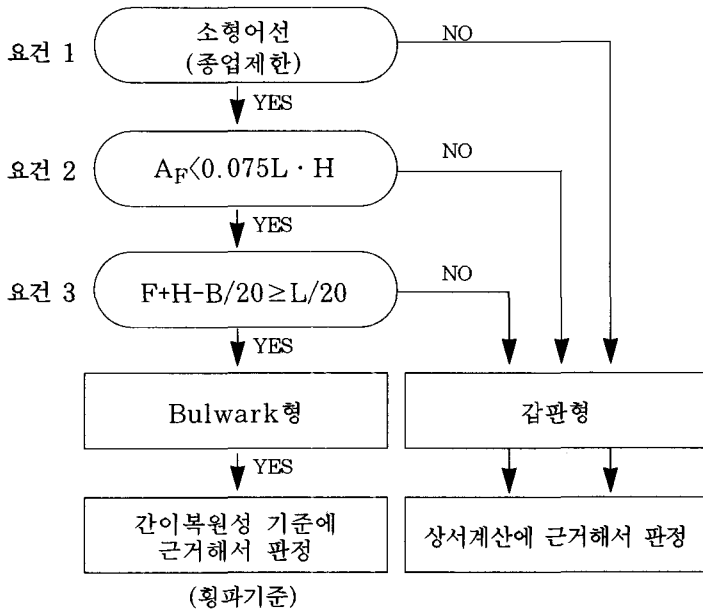 요건 1
소형어선
(종업제한)
NO
YES
요건 2
A_F<0.075L · H
NO
YES
요건 3
F+H-B/20≥L/20
NO
YES
Bulwark형
갑판형
YES
간이복원성 기준에
근거해서 판정
상서계산에 근거해서 판정
(횡파기준)